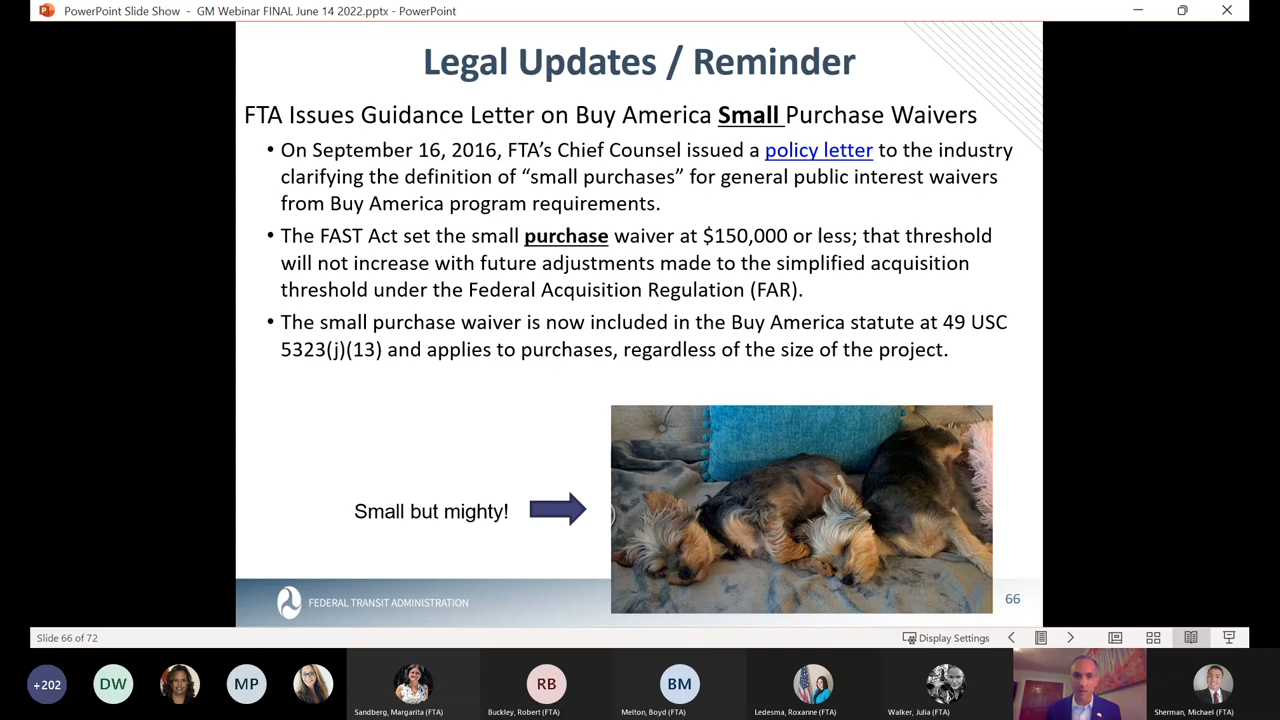 PowerPoint Slide Show - GM Webinar FINAL June 14 2022.pptx - PowerPoint
Legal Updates / Reminder
FTA Issues Guidance Letter on Buy America Small Purchase Waivers
• On September 16, 2016, FTA’s Chief Counsel issued a policy letter to the industry
clarifying the definition of “small purchases” for general public interest waivers
from Buy America program requirements.
• The FAST Act set the small purchase waiver at $150,000 or less; that threshold
will not increase with future adjustments made to the simplified acquisition
threshold under the Federal Acquisition Regulation (FAR).
• The small purchase waiver is now included in the Buy America statute at 49 USC
5323(j)(13) and applies to purchases, regardless of the size of the project.
Small but mighty!
FEDERAL TRANSIT ADMINISTRATION
66
Slide 66 of 72
Display Settings
+202
DW
MP
RB
BM
Sandberg, Margarita (FTA)
Buckley, Robert (FTA)
Melton, Boyd (FTA)
Ledesma, Roxanne (FTA)
Walker, Julia (FTA)
Sherman, Michael (FTA)